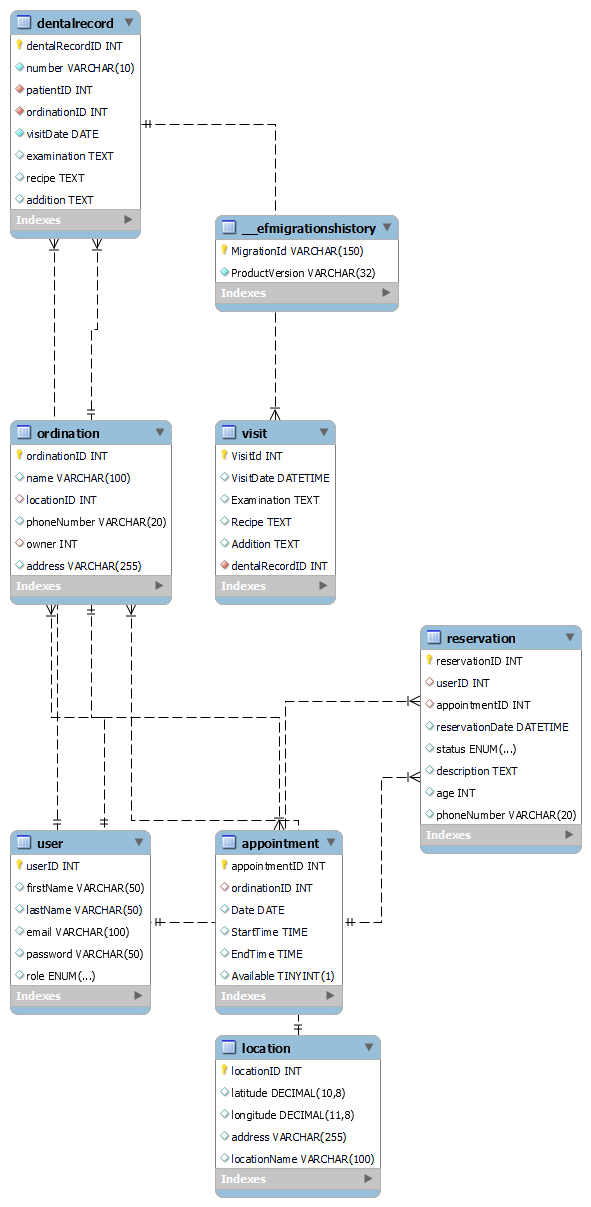 dentalrecord
dentalRecordID INT
number VARCHAR(10)
patientID INT
ordinationID INT
visitDate DATE
examination TEXT
recipe TEXT
addition TEXT
Indexes
__efmigrationshistory
MigrationId VARCHAR(150)
ProductVersion VARCHAR(32)
Indexes
ordination
ordinationID INT
name VARCHAR(100)
locationID INT
phoneNumber VARCHAR(20)
owner INT
address VARCHAR(255)
Indexes
visit
VisitId INT
VisitDate DATETIME
Examination TEXT
Recipe TEXT
Addition TEXT
dentalRecordID INT
Indexes
reservation
reservationID INT
userID INT
appointmentID INT
reservationDate DATETIME
status ENUM(...)
description TEXT
age INT
phoneNumber VARCHAR(20)
Indexes
user
userID INT
firstName VARCHAR(50)
lastName VARCHAR(50)
email VARCHAR(100)
password VARCHAR(50)
role ENUM(...)
Indexes
appointment
appointmentID INT
ordinationID INT
Date DATE
StartTime TIME
EndTime TIME
Available TINYINT(1)
Indexes
location
locationID INT
latitude DECIMAL(10,8)
longitude DECIMAL(11,8)
address VARCHAR(255)
locationName VARCHAR(100)
Indexes